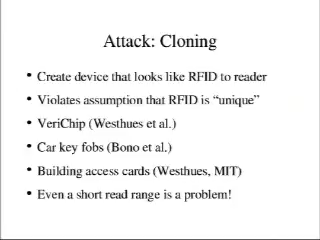 Attack: Cloning
• Create device that looks like RFID to reader
• Violates assumption that RFID is “unique”
• VeriChip (Westhues et al.)
• Car key fobs (Bono et al.)
• Building access cards (Westhues, MIT)
• Even a short read range is a problem!